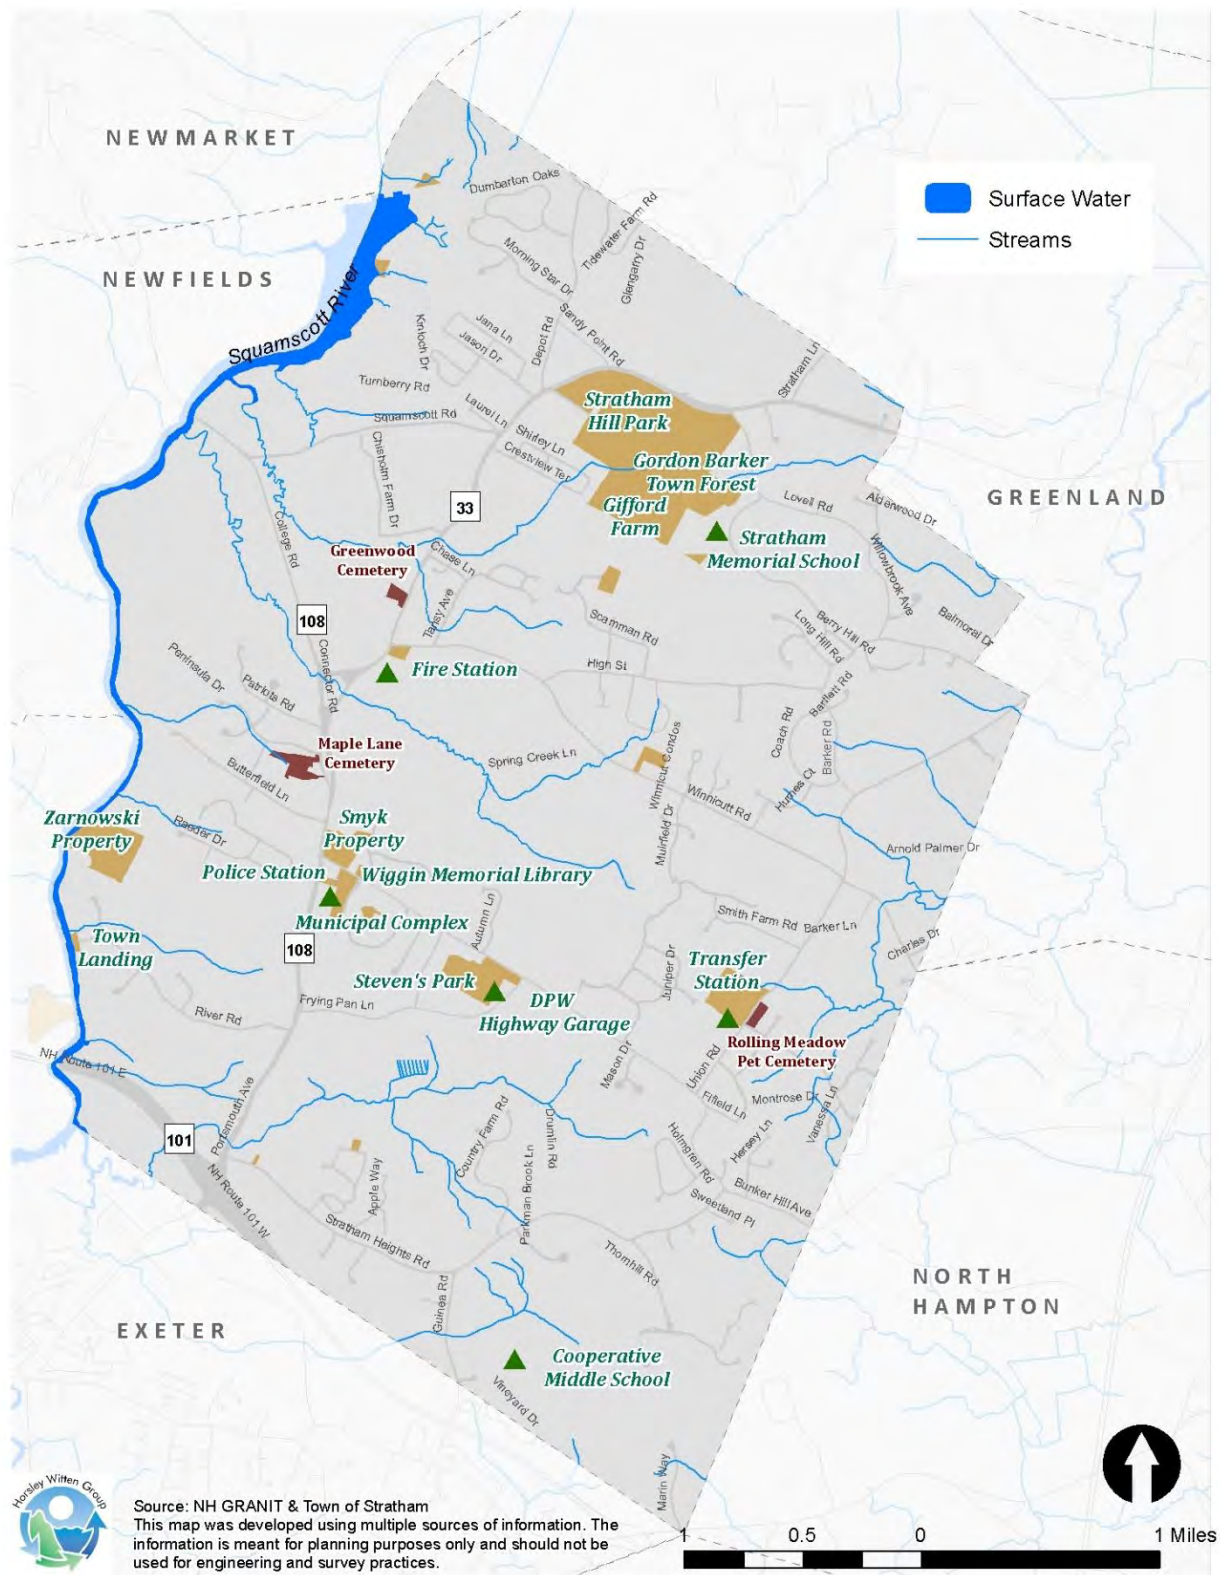 NEWMARKET
Dumbarton Oaks
Surface Water
Streams
Tidewater Farm Rd
NEWFIELDS
Morning Star Dr
Glengarry Dr
Squamscott River
Sandy Point Rd
Kinloch Dr
Jana Ln
Jason Dr
Depot Rd
Stratham Ln
Turnberry Rd
Stratham
Hill Park
Laurel Ln
Squamscott Rd
Shirley Ln
Crestview Ter
Chisholm Farm Dr
Gordon Barker
Town Forest
GREENLAND
Lovell Rd
Alderwood Dr
33
Gifford
Farm
College Rd
Stratham
Memorial School
Greenwood
Cemetery
Chase Ln
Willowbrook Ave
Tansy Ave
108
Scamman Rd
Berry Hill Rd
Long Hill Rd
Balmoral Dr
Connector Rd
Peninsula Dr
Patriots Rd
Fire Station
High St
Bartlett Rd
Coach Rd
Barker Rd
Maple Lane
Cemetery
Spring Creek Ln
Winnicut Condos
Butterfield Ln
Winnicutt Rd
Hughes Ct
Zarnowski
Property
Raeder Dr
Smyk
Property
Muirfield Dr
Arnold Palmer Dr
Police Station
Wiggin Memorial Library
Municipal Complex
Autumn Ln
Smith Farm Rd
Barker Ln
Town
Landing
108
Charles Dr
Steven's Park
Juniper Dr
Transfer
Station
DPW
Highway Garage
Frying Pan Ln
River Rd
Rolling Meadow
Pet Cemetery
NH Route 101 E
Mason Dr
Union Rd
Fifield Ln
Montrose Dr
Vanessa Ln
Portsmouth Ave
101
Country Farm Rd
Drumlin Rd
Holmgren Rd
Hersey Ln
Parkman Brook Ln
Apple Way
NH Route 101 W
Bunker Hill Ave
Sweetland Pl
Stratham Heights Rd
Thornhill Rd
NORTH
HAMPTON
Guinea Rd
EXETER
Cooperative
Middle School
Vineyard Dr
Marin Way
Horsley Witten Group
Source: NH GRANIT & Town of Stratham
This map was developed using multiple sources of information. The
information is meant for planning purposes only and should not be
used for engineering and survey practices.
1 0.5 0 1 Miles